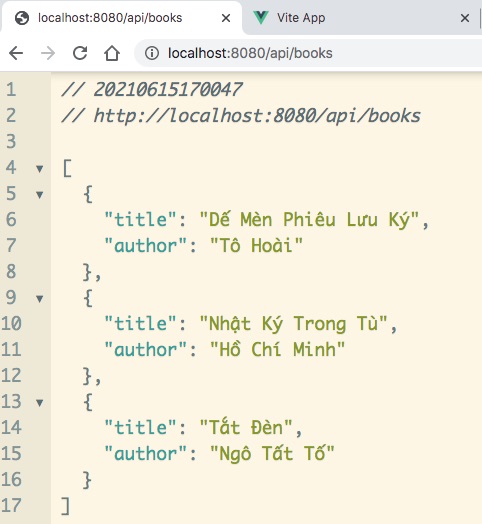 localhost:8080/api/books
Vite App
localhost:8080/api/books
1 // 20210615170047
2 // http://localhost:8080/api/books
3
4 [
5 {
6 "title": "Dế Mèn Phiêu Lưu Ký",
7 "author": "Tô Hoài"
8 },
9 {
10 "title": "Nhật Ký Trong Tù",
11 "author": "Hồ Chí Minh"
12 },
13 {
14 "title": "Tắt Đèn",
15 "author": "Ngô Tất Tố"
16 }
17 ]